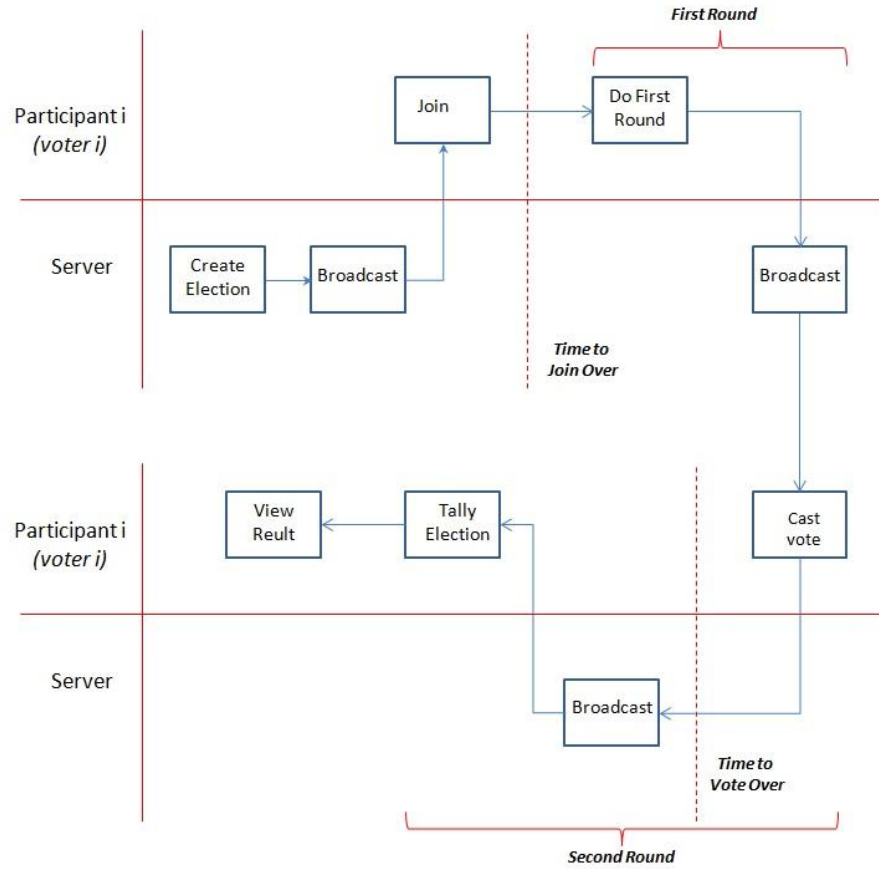 First Round
Participant i
(voter i)
Join
Do First
Round
Server
Create
Election
Broadcast
Broadcast
Time to
Join Over
Participant i
(voter i)
View
Reult
Tally
Election
Cast
vote
Server
Broadcast
Time to
Vote Over
Second Round